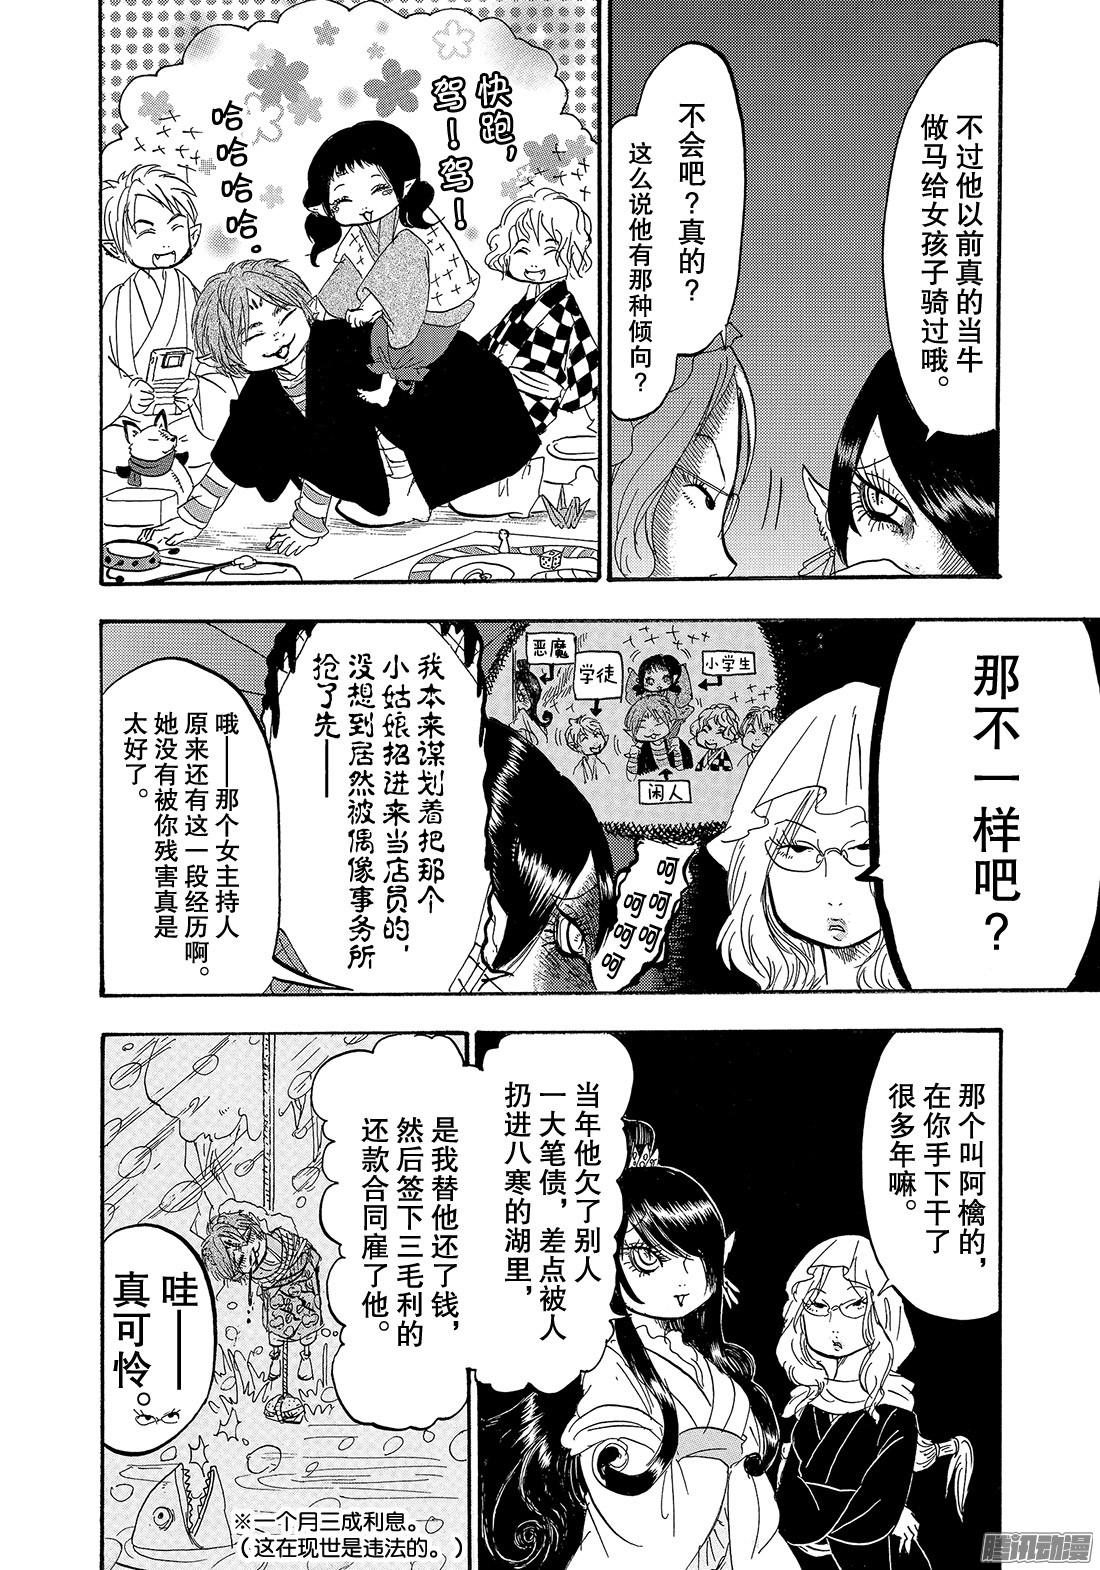 不过他以前真的当牛
做马给女孩子骑过哦。
不会吧？真的？
这么说他有那种倾向？
快跑，
驾！驾！
哈哈哈哈。
那不一样吧？
恶魔
学徒
小学生
闲人
呵呵
呵呵
呵呵
我本来谋划着把那个
小姑娘招进来当店员的，
没想到居然被偶像事务所
抢了先——
哦——那个女主持人
原来还有这一段经历啊。
她没有被你残害真是
太好了。
那个叫阿檎的，
在你手下干了
很多年嘛。
当年他欠了别人
一大笔债，差点被人
扔进八寒的湖里，
是我替他还了钱，
然后签下三毛利的
还款合同雇了他。
哇——
真可怜。
※一个月三成利息。
（这在现世是违法的。）
腾讯动漫